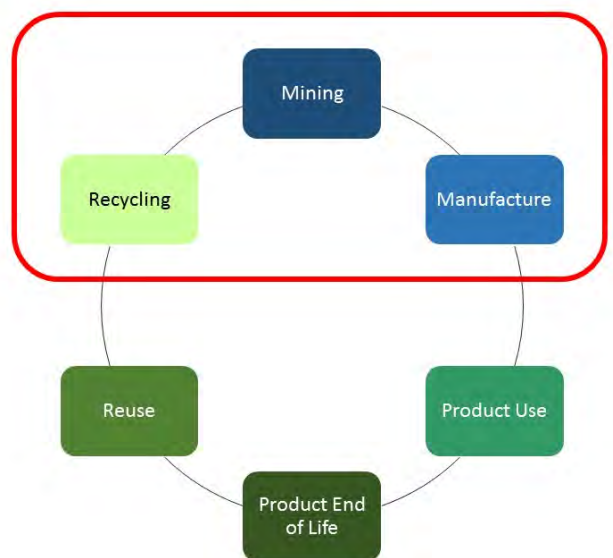 Mining
Recycling
Manufacture
Reuse
Product Use
Product End
of Life